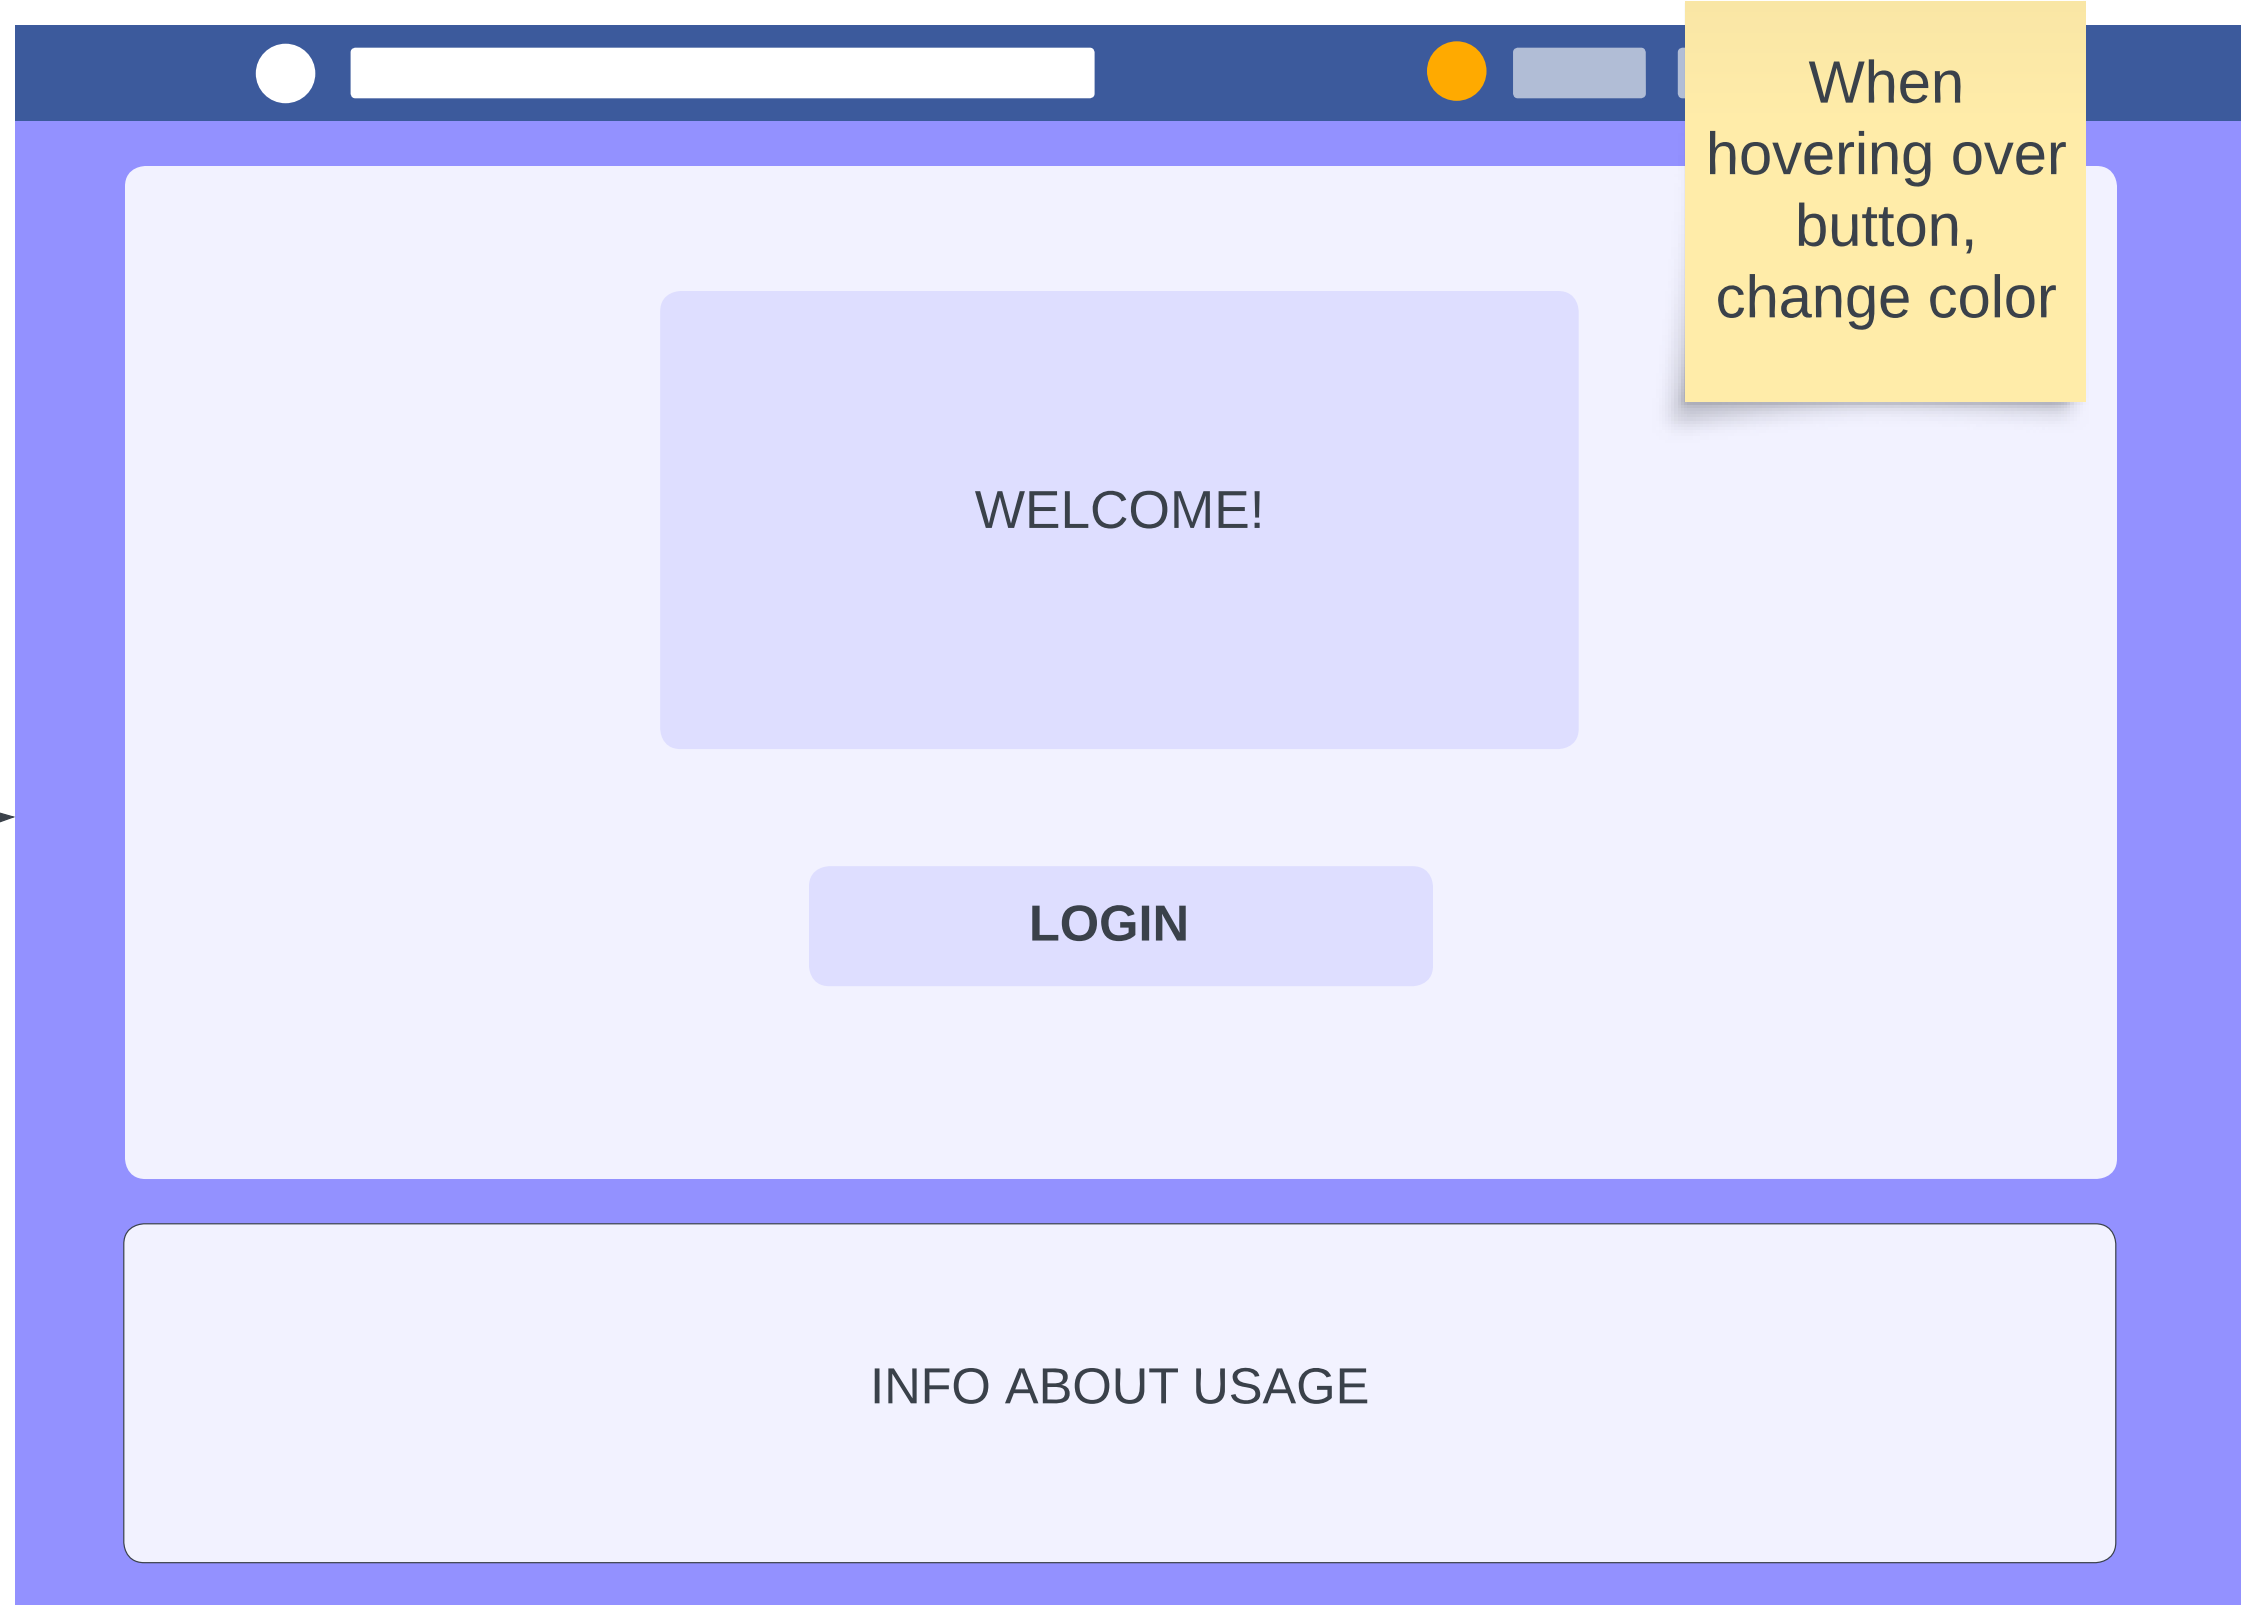 When
hovering over
button,
change color
WELCOME!
LOGIN
INFO ABOUT USAGE